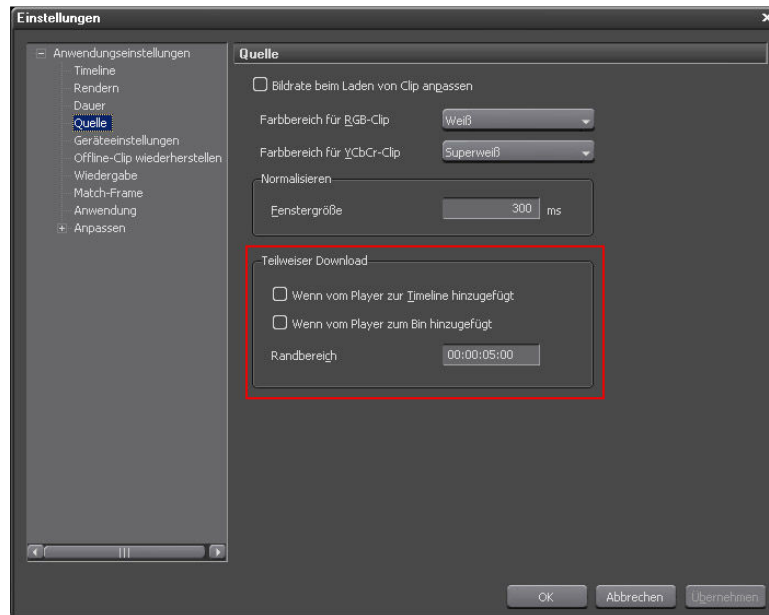 Einstellungen
Anwendungseinstellungen
Timeline
Rendern
Dauer
Quelle
Geräteeinstellungen
Offline-Clip wiederherstellen
Wiedergabe
Match-Frame
Anwendung
Anpassen
Quelle
Bildrate beim Laden von Clip anpassen
Farbbereich für RGB-Clip Weiß
Farbbereich für YCbCr-Clip Superweiß
Normalisieren
Fenstergröße 300 ms
Teilweiser Download
Wenn vom Player zur Timeline hinzugefügt
Wenn vom Player zum Bin hinzugefügt
Randbereich 00:00:05:00
OK Abbrechen Übernehmen